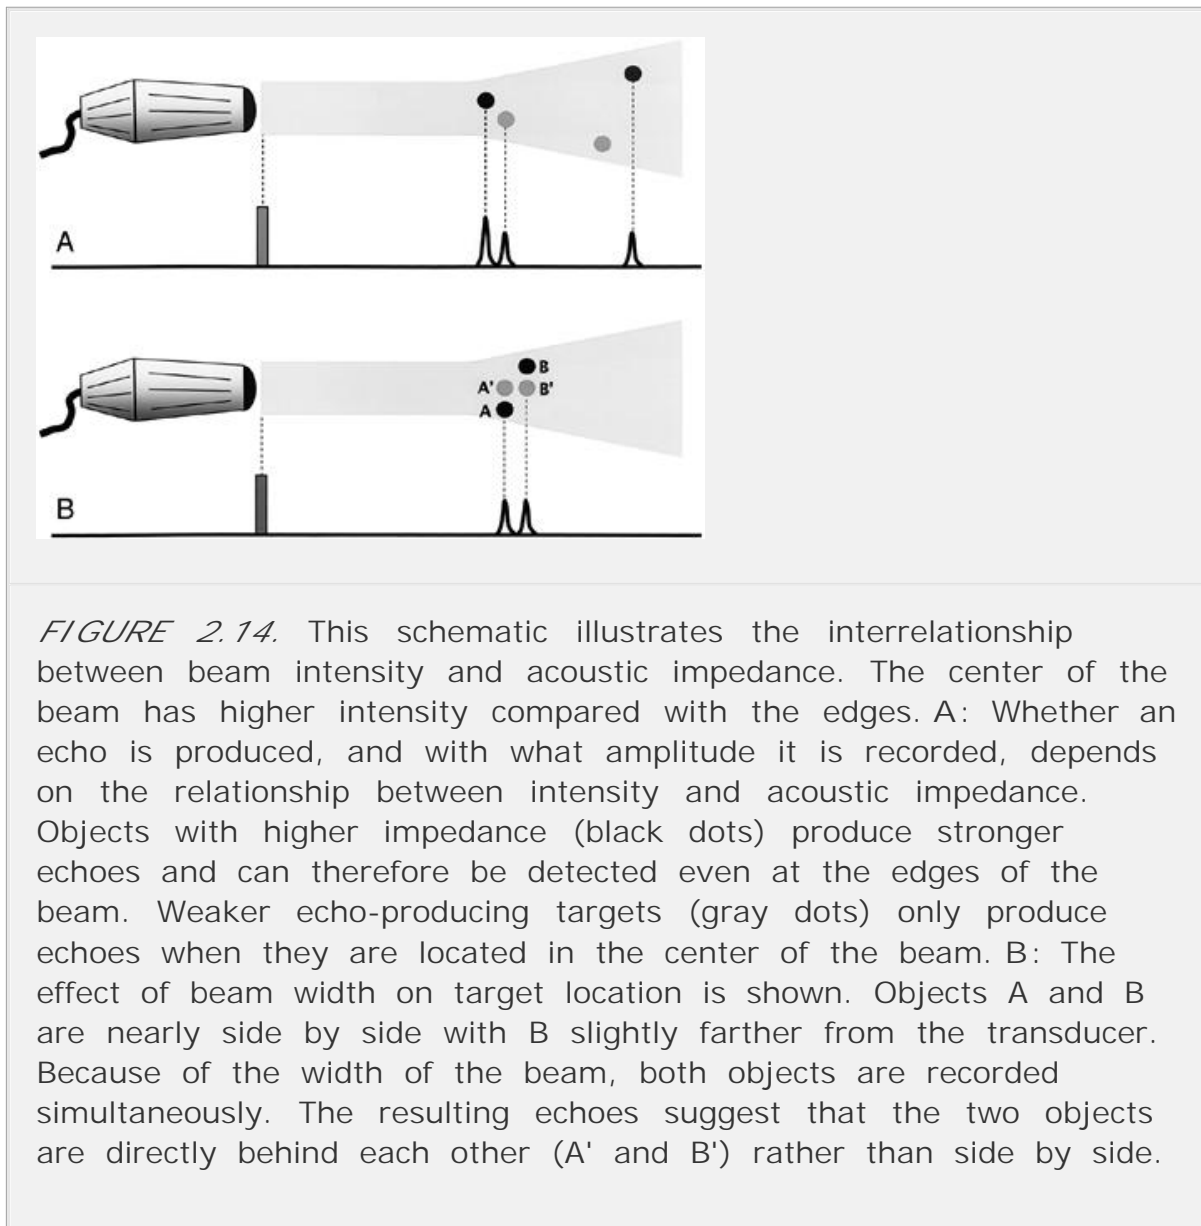 A
B
A'
B'
A
B
FIGURE 2.14. This schematic illustrates the interrelationship
between beam intensity and acoustic impedance. The center of the
beam has higher intensity compared with the edges. A: Whether an
echo is produced, and with what amplitude it is recorded, depends
on the relationship between intensity and acoustic impedance.
Objects with higher impedance (black dots) produce stronger
echoes and can therefore be detected even at the edges of the
beam. Weaker echo-producing targets (gray dots) only produce
echoes when they are located in the center of the beam. B: The
effect of beam width on target location is shown. Objects A and B
are nearly side by side with B slightly farther from the transducer.
Because of the width of the beam, both objects are recorded
simultaneously. The resulting echoes suggest that the two objects
are directly behind each other (A' and B') rather than side by side.